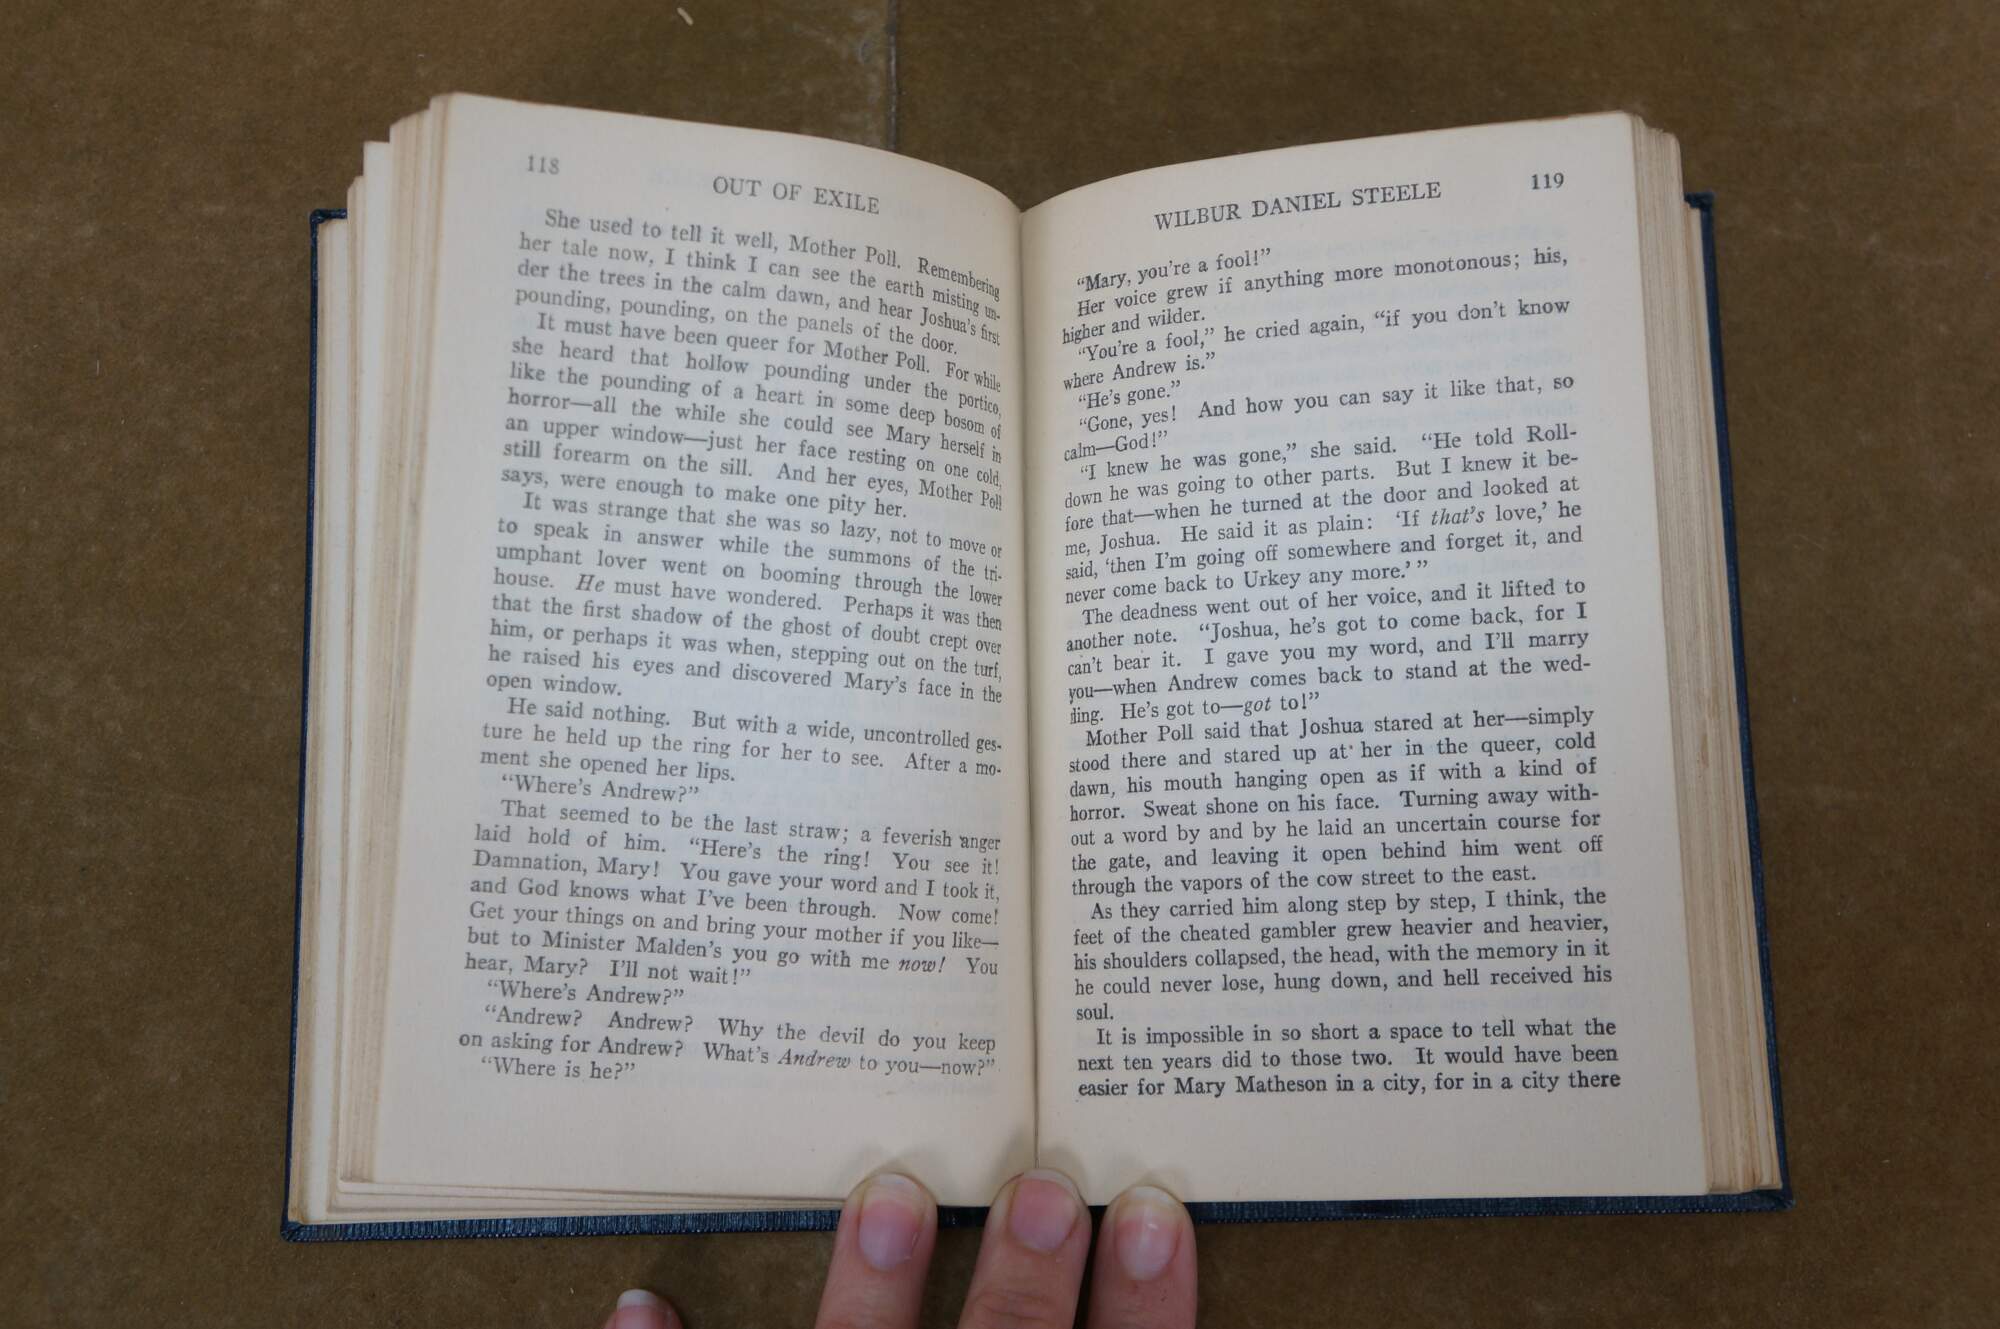 118
OUT OF EXILE
She used to tell it well, Mother Poll. Remembering
her tale now, I think I can see the earth misting un-
der the trees in the calm dawn, and hear Joshua's first
pounding, pounding, on the panels of the door.
It must have been queer for Mother Poll. For while
she heard that hollow pounding under the portico,
like the pounding of a heart in some deep bosom of
horror—all the while she could see Mary herself in
an upper window—just her face resting on one cold,
still forearm on the sill. And her eyes, Mother Poll
says, were enough to make one pity her.
It was strange that she was so lazy, not to move or
to speak in answer while the summons of the tri-
umphant lover went on booming through the lower
house. He must have wondered. Perhaps it was then
that the first shadow of the ghost of doubt crept over
him, or perhaps it was when, stepping out on the turf,
he raised his eyes and discovered Mary's face in the
open window.
He said nothing. But with a wide, uncontrolled ges-
ture he held up the ring for her to see. After a mo-
ment she opened her lips.
"Where's Andrew?"
That seemed to be the last straw; a feverish anger
laid hold of him. "Here's the ring! You see it!
Damnation, Mary! You gave your word and I took it,
and God knows what I've been through. Now come!
Get your things on and bring your mother if you like—
but to Minister Malden's you go with me now! You
hear, Mary? I'll not wait!"
"Where's Andrew?"
"Andrew? Andrew? Why the devil do you keep
on asking for Andrew? What's Andrew to you—now?"
"Where is he?"
WILBUR DANIEL STEELE
119
"Mary, you're a fool!"
Her voice grew if anything more monotonous; his,
higher and wilder.
"You're a fool," he cried again, "if you don't know
where Andrew is."
"He's gone."
"Gone, yes! And how you can say it like that, so
calm—God!"
"I knew he was gone," she said. "He told Roll-
down he was going to other parts. But I knew it be-
fore that—when he turned at the door and looked at
me, Joshua. He said it as plain: 'If that's love,' he
said, 'then I'm going off somewhere and forget it, and
never come back to Urkey any more.' "
The deadness went out of her voice, and it lifted to
another note. "Joshua, he's got to come back, for I
can't bear it. I gave you my word, and I'll marry
you—when Andrew comes back to stand at the wed-
ding. He's got to—got to!"
Mother Poll said that Joshua stared at her—simply
stood there and stared up at her in the queer, cold
dawn, his mouth hanging open as if with a kind of
horror. Sweat shone on his face. Turning away with-
out a word by and by he laid an uncertain course for
the gate, and leaving it open behind him went off
through the vapors of the cow street to the east.
As they carried him along step by step, I think, the
feet of the cheated gambler grew heavier and heavier,
his shoulders collapsed, the head, with the memory in it
he could never lose, hung down, and hell received his
soul.
It is impossible in so short a space to tell what the
next ten years did to those two. It would have been
easier for Mary Matheson in a city, for in a city there